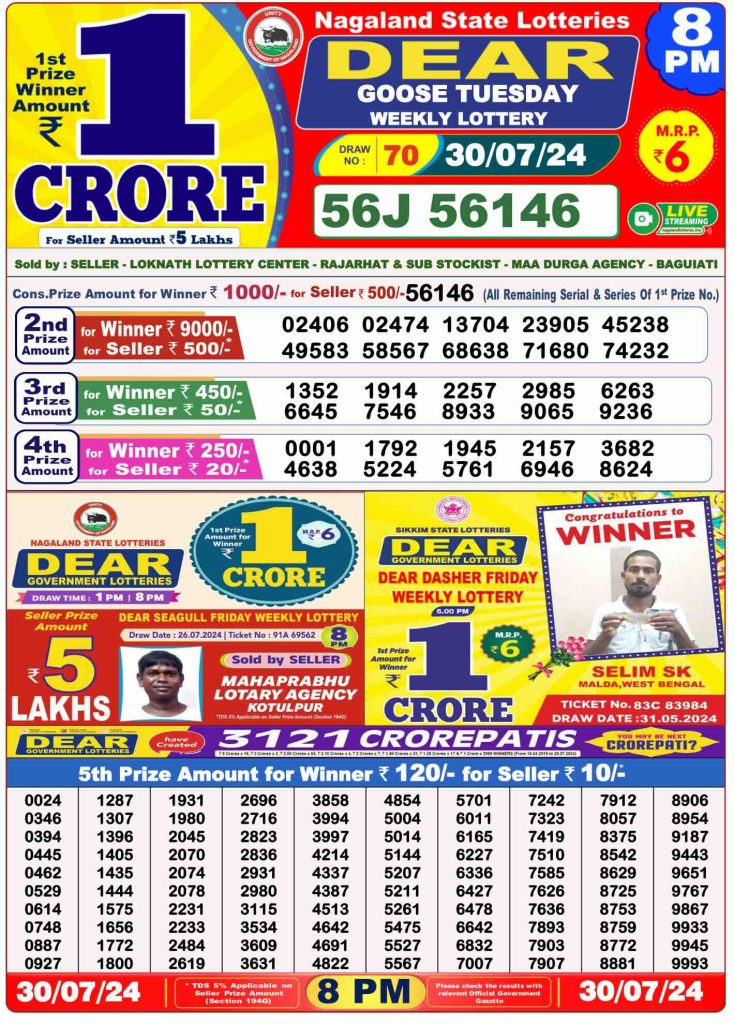 1st
Prize
Winner
Amount
₹
1
CRORE
For Seller Amount ₹5 Lakhs
UNITY
GOVERNMENT OF NAGALAND
Nagaland State Lotteries
DEAR
GOOSE TUESDAY
WEEKLY LOTTERY
8
PM
DRAW
NO :
70
30/07/24
M.R.P.
₹6
56J 56146
LIVE
STREAMING
Sold by : SELLER - LOKNATH LOTTERY CENTER - RAJARHAT & SUB STOCKIST - MAA DURGA AGENCY - BAGUIATI
Cons.Prize Amount for Winner ₹ 1000/- for Seller ₹ 500/-56146 (All Remaining Serial & Series Of 1st Prize No.)
2nd
Prize
Amount
for Winner ₹ 9000/-
for Seller ₹ 500/-*
02406 02474 13704 23905 45238
49583 58567 68638 71680 74232
3rd
Prize
Amount
for Winner ₹ 450/-
for Seller ₹ 50/-*
1352 1914 2257 2985 6263
6645 7546 8933 9065 9236
4th
Prize
Amount
for Winner ₹ 250/-
for Seller ₹ 20/-*
0001 1792 1945 2157 3682
4638 5224 5761 6946 8624
UNITY
NAGALAND STATE LOTTERIES
DEAR
GOVERNMENT LOTTERIES
DRAW TIME : 1 PM | 8 PM
1st Prize
Amount for
Winner
₹
1
CRORE
M.R.P.
₹6
Seller Prize
Amount
₹5
LAKHS
DEAR SEAGULL FRIDAY WEEKLY LOTTERY
Draw Date : 26.07.2024 | Ticket No : 91A 69562
8
PM
Sold by SELLER
MAHAPRABHU
LOTARY AGENCY
KOTULPUR
*TDS 5% Applicable on Seller Prize Amount (Section 194G)
SIKKIM STATE LOTTERIES
DEAR
GOVERNMENT LOTTERIES
DEAR DASHER FRIDAY
WEEKLY LOTTERY
6.00 PM
1st Prize
Amount for
Winner
₹
1
CRORE
M.R.P.
₹6
Congratulations to
WINNER
SELIM SK
MALDA,WEST BENGAL
TICKET No.83C 83984
DRAW DATE :31.05.2024
DEAR
GOVERNMENT LOTTERIES
have
Created
3121 CROREPATIS
YOU MAY BE NEXT
CROREPATI?
5th Prize Amount for Winner ₹ 120/- for Seller ₹ 10/-*
0024 1287 1931 2696 3858 4854 5701 7242 7912 8906
0346 1307 1980 2716 3994 5004 6011 7323 8057 8954
0394 1396 2045 2823 3997 5014 6165 7419 8375 9187
0445 1405 2070 2836 4214 5144 6227 7510 8542 9443
0462 1435 2074 2931 4337 5207 6336 7585 8629 9651
0529 1444 2078 2980 4387 5211 6427 7626 8725 9767
0614 1575 2231 3115 4513 5261 6478 7636 8753 9867
0748 1656 2233 3534 4642 5475 6642 7893 8759 9933
0887 1772 2484 3609 4691 5527 6832 7903 8772 9945
0927 1800 2619 3631 4822 5567 7007 7907 8881 9993
30/07/24
* TDS 5% Applicable on
Seller Prize Amount
(Section 194G)
8 PM
Please check the results with
relevant Official Government
Gazatte
30/07/24